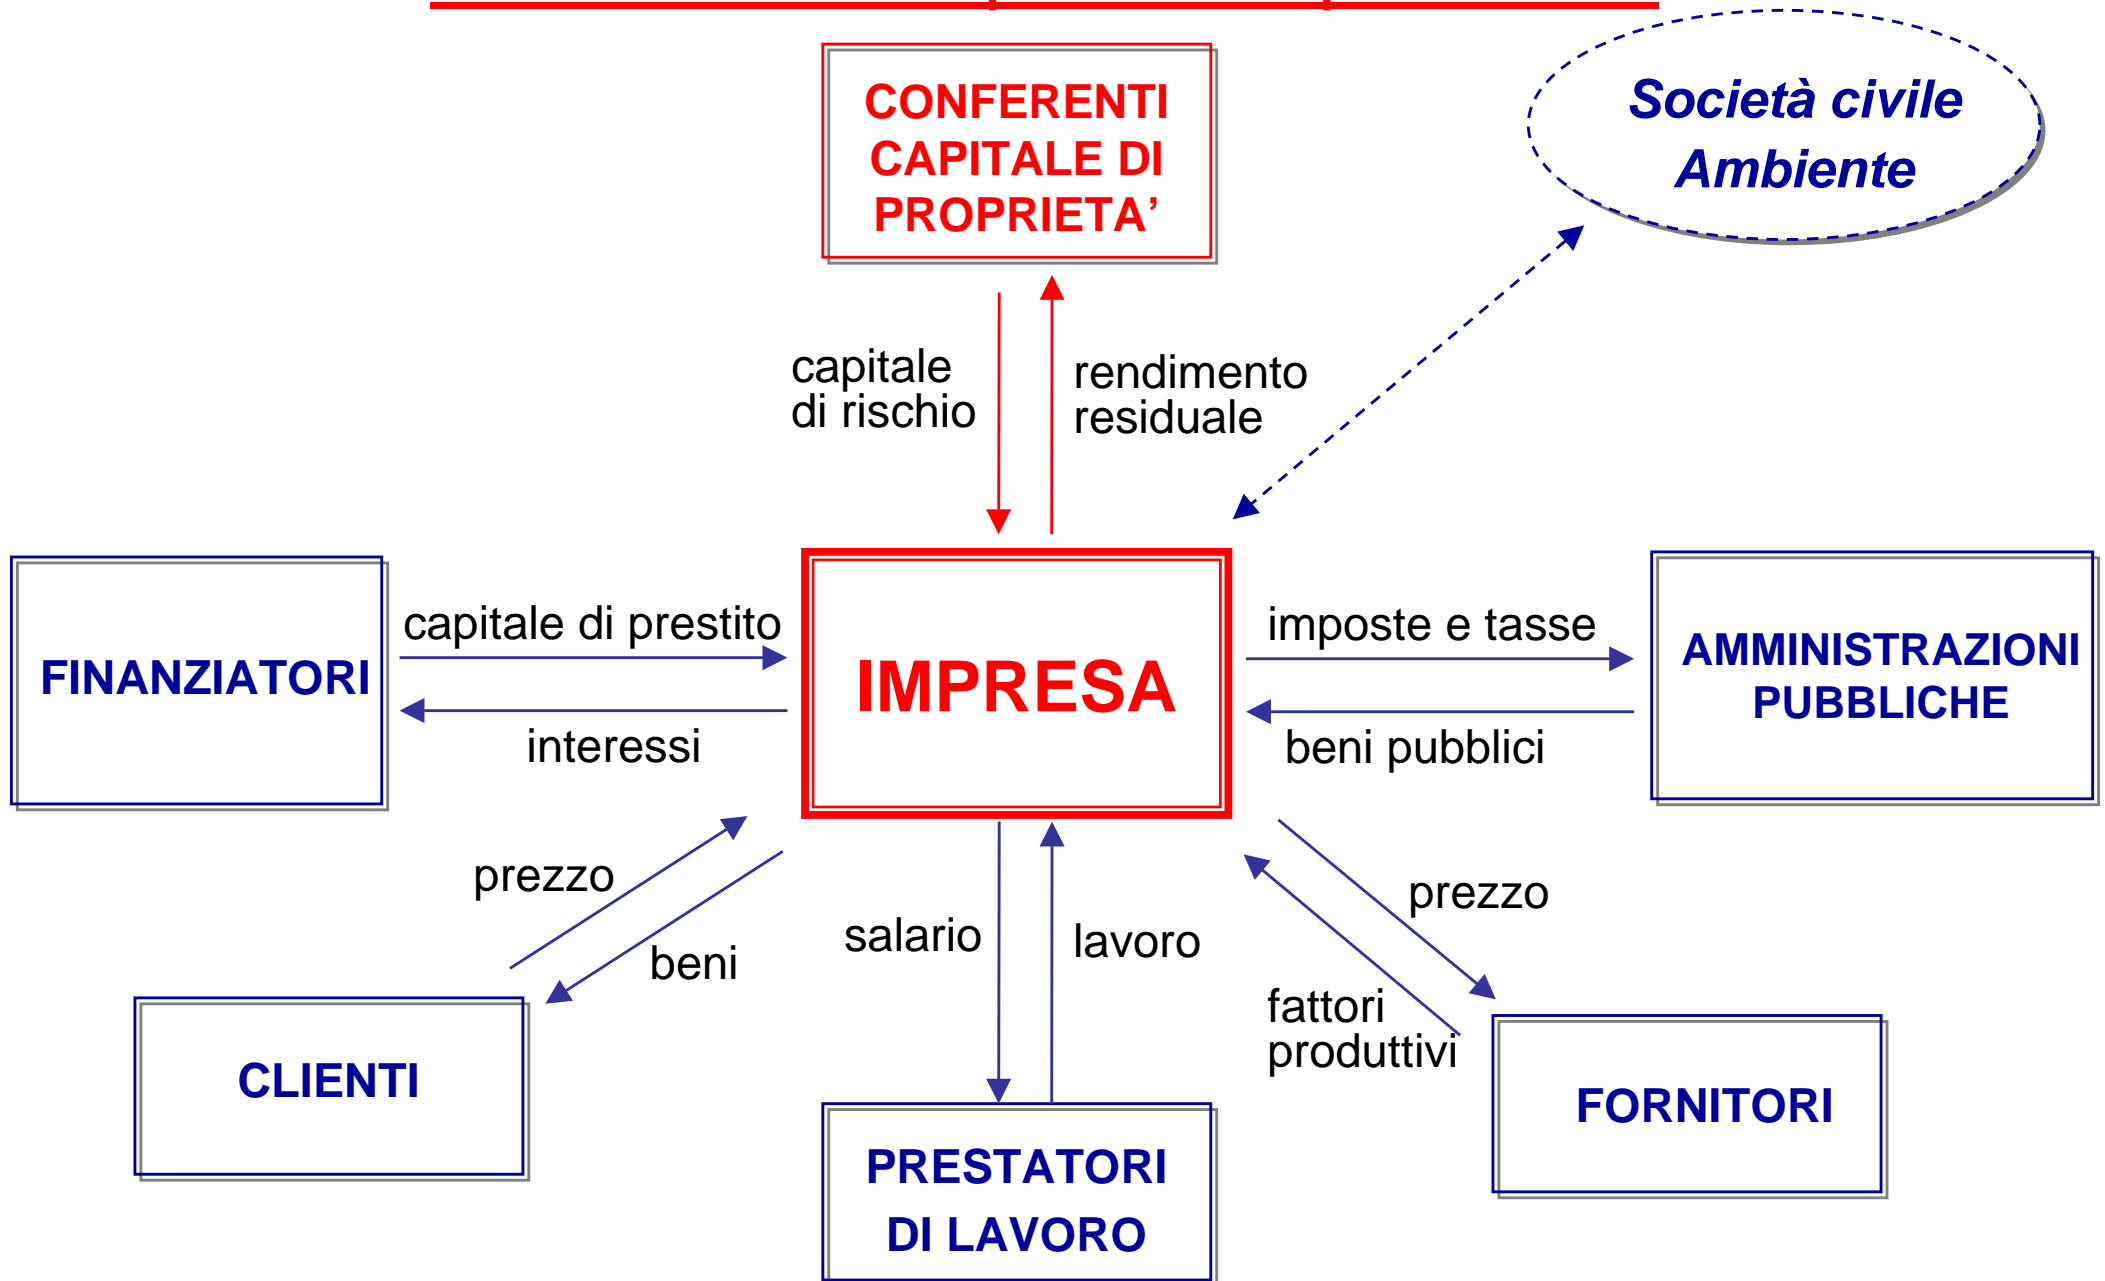 CONFERENTI
CAPITALE DI
PROPRIETA’
Società civile
Ambiente
capitale
di rischio
rendimento
residuale
FINANZIATORI
capitale di prestito
interessi
IMPRESA
imposte e tasse
beni pubblici
AMMINISTRAZIONI
PUBBLICHE
prezzo
beni
salario
lavoro
prezzo
fattori
produttivi
CLIENTI
PRESTATORI
DI LAVORO
FORNITORI